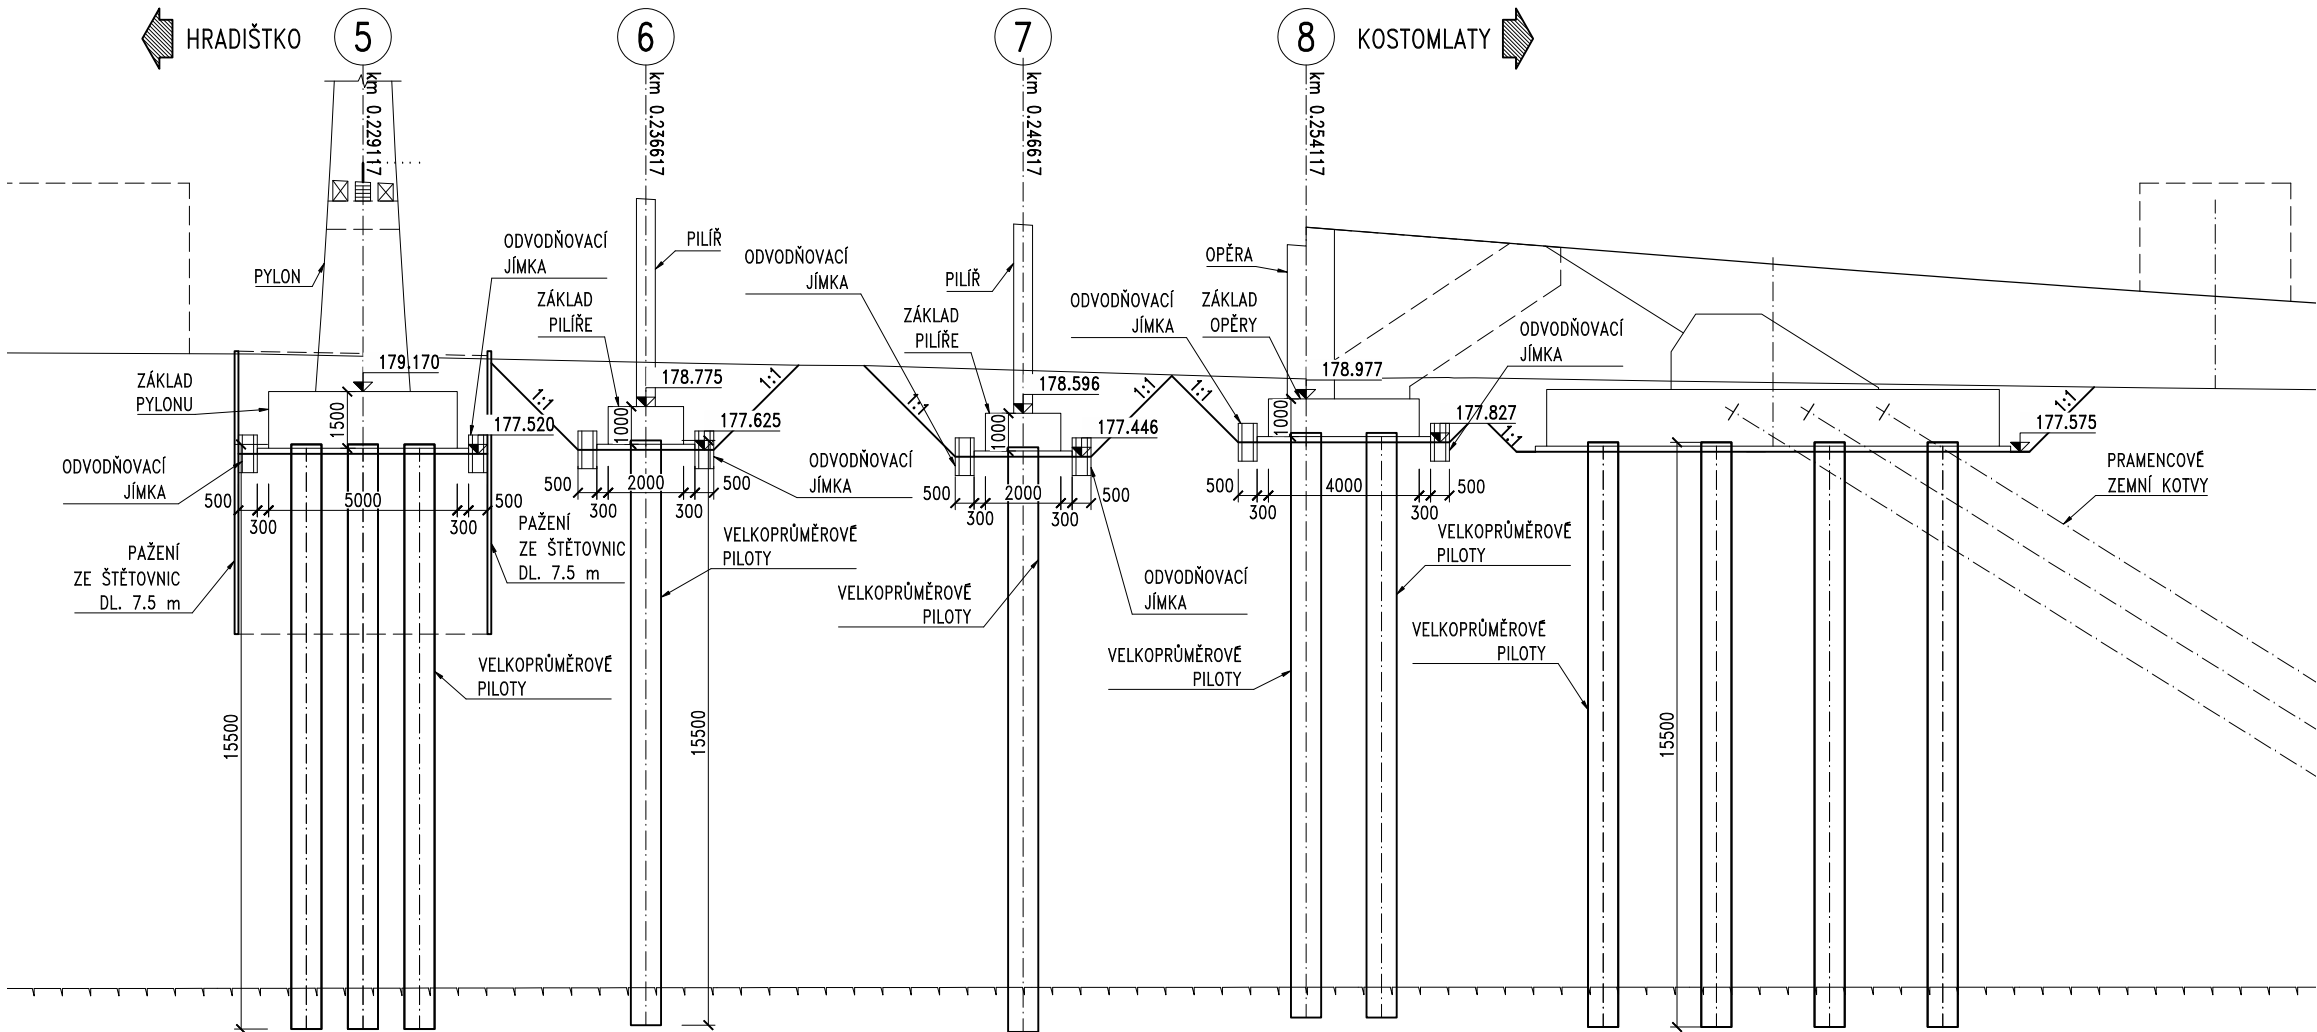 HRADIŠTKO
5
6
7
8
KOSTOMLATY
km 0.229117
km 0.236617
km 0.246617
km 0.254117
PYLON
ODVODŇOVACÍ
JÍMKA
ZÁKLAD
PILÍŘE
PILÍŘ
ODVODŇOVACÍ
JÍMKA
ZÁKLAD
PILÍŘE
PILÍŘ
ODVODŇOVACÍ
JÍMKA
ZÁKLAD
OPĚRY
OPĚRA
ODVODŇOVACÍ
JÍMKA
179.170
178.775
178.596
178.977
ZÁKLAD
PYLONU
1500
177.520
1:1
1000
1:1
177.625
1:1
1000
1:1
177.446
1:1
1000
177.827
1:1
1:1
177.575
ODVODŇOVACÍ
JÍMKA
500
300
5000
300
500
500
300
2000
300
500
ODVODŇOVACÍ
JÍMKA
500
300
2000
300
500
500
300
4000
300
500
PRAMENCOVÉ
ZEMNÍ KOTVY
PAŽENÍ
ZE ŠTĚTOVNIC
DL. 7.5 m
PAŽENÍ
ZE ŠTĚTOVNIC
DL. 7.5 m
VELKOPRŮMĚROVÉ
PILOTY
VELKOPRŮMĚROVÉ
PILOTY
ODVODŇOVACÍ
JÍMKA
VELKOPRŮMĚROVÉ
PILOTY
VELKOPRŮMĚROVÉ
PILOTY
VELKOPRŮMĚROVÉ
PILOTY
VELKOPRŮMĚROVÉ
PILOTY
15500
15500
15500